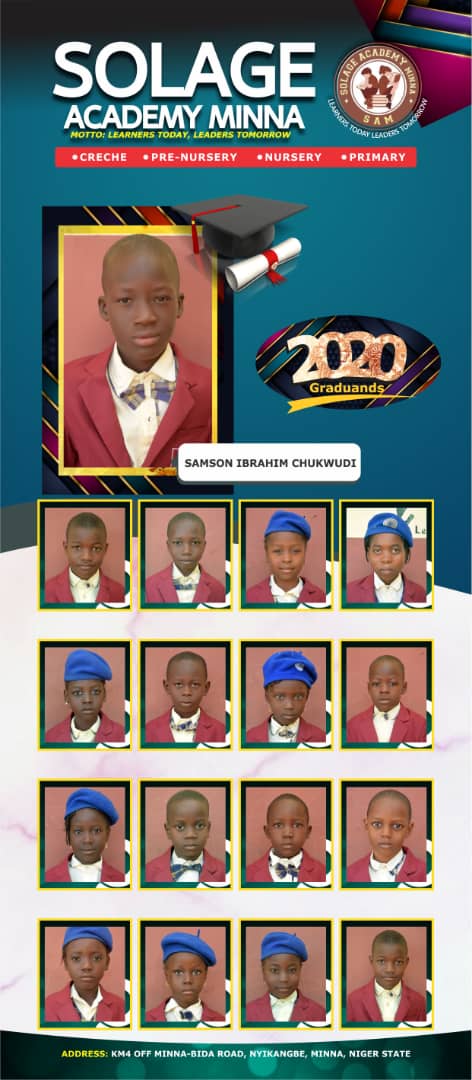 SOLAGE
ACADEMY MINNA
MOTTO: LEARNERS TODAY, LEADERS TOMORROW
SOLAGE ACADEMY MINNA
SAM
LEARNERS TODAY LEADERS TOMORROW
•CRECHE •PRE-NURSERY •NURSERY •PRIMARY
2020
Graduands
SAMSON IBRAHIM CHUKWUDI
ADDRESS: KM4 OFF MINNA-BIDA ROAD, NYIKANGBE, MINNA, NIGER STATE